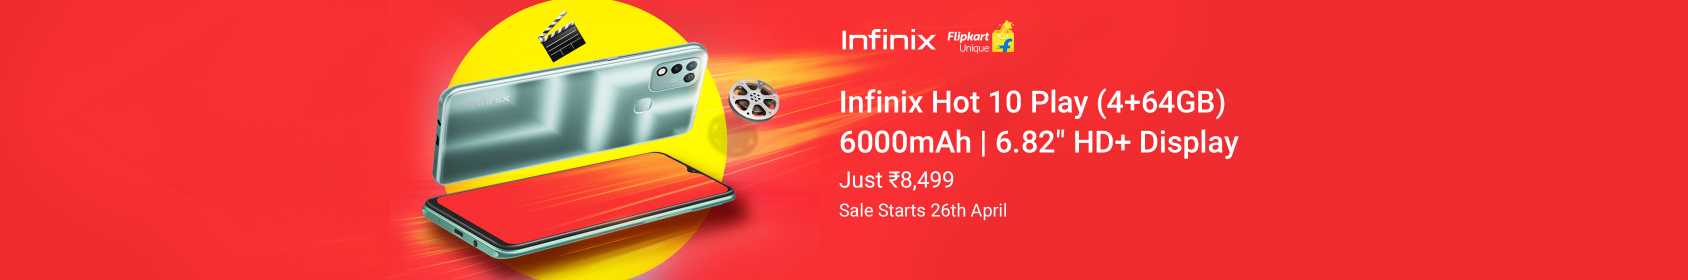 Infinix
Flipkart
Unique
Infinix
Infinix Hot 10 Play (4+64GB)
6000mAh | 6.82" HD+ Display
Just ₹8,499
Sale Starts 26th April